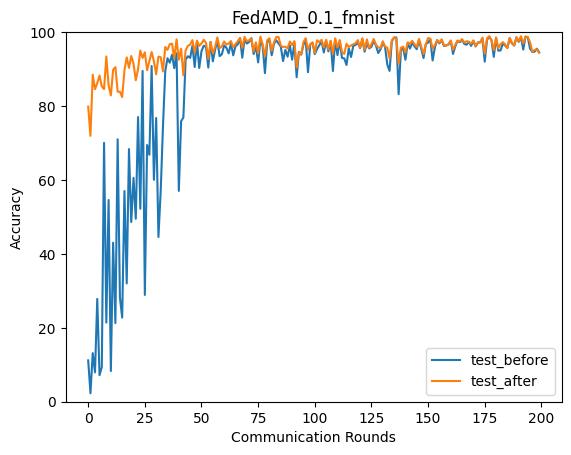 FedAMD_0.1_fmnist
Accuracy
100
80
60
40
20
0
0 25 50 75 100 125 150 175 200
Communication Rounds
test_before
test_after